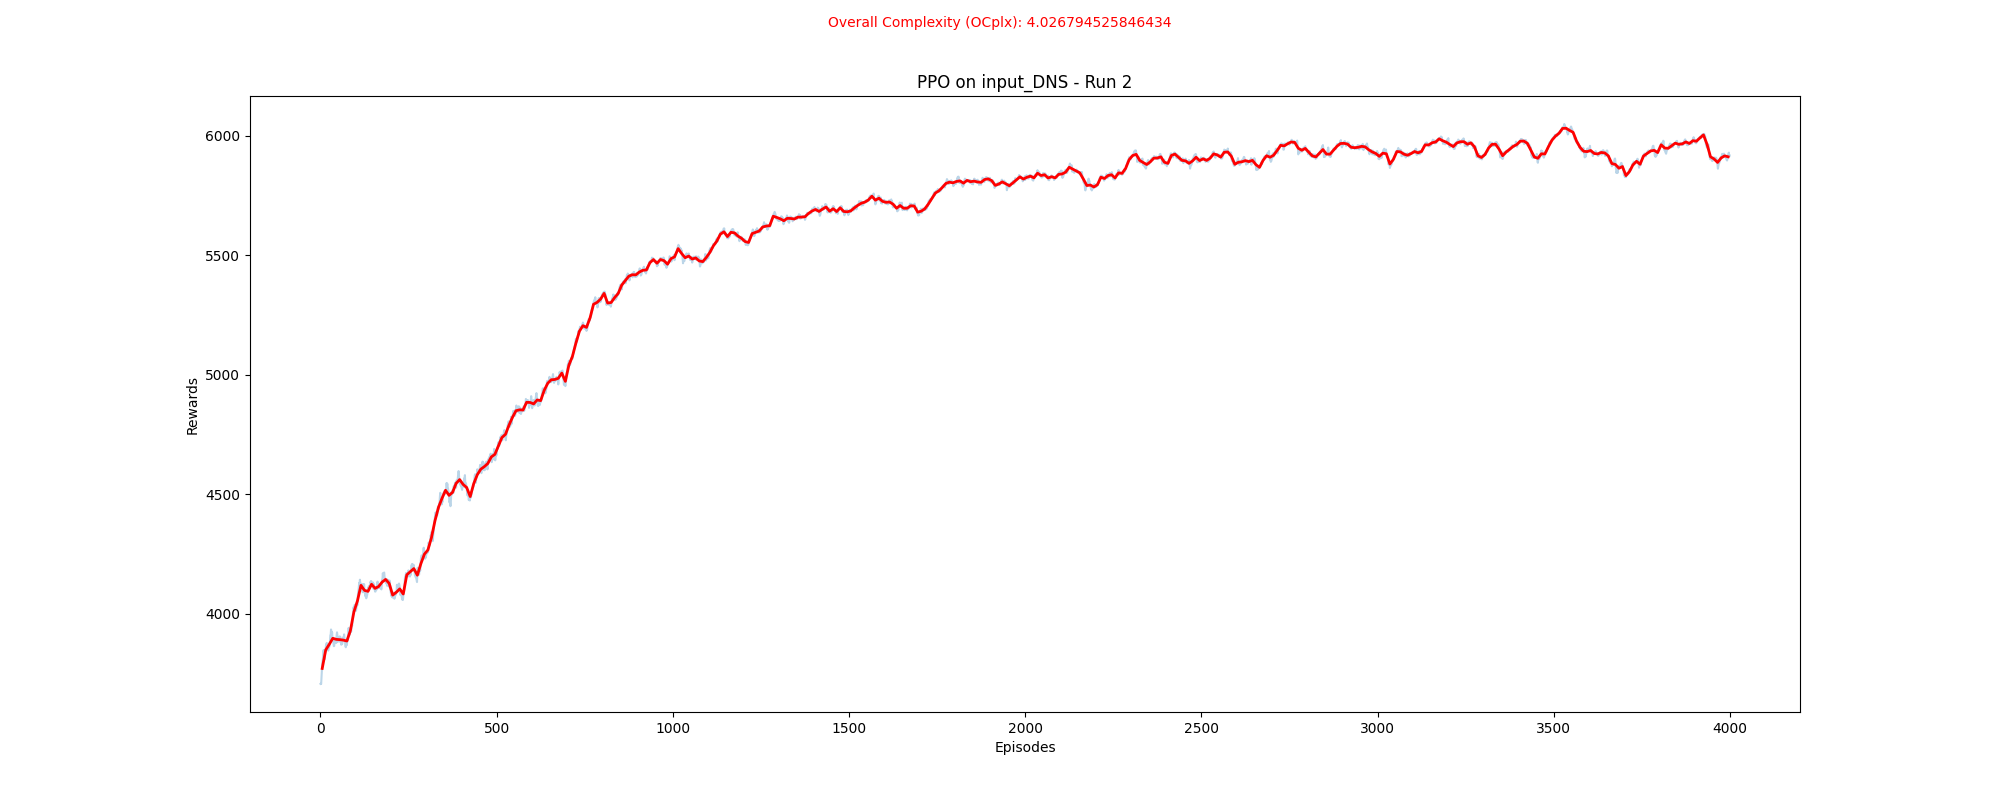 Overall Complexity (OCplx): 4.026794525846434
PPO on input_DNS - Run 2
6000
5500
5000
4500
4000
Rewards
0 500 1000 1500 2000 2500 3000 3500 4000
Episodes